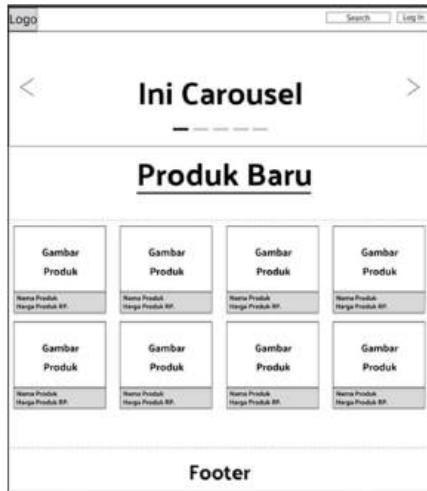 Logo
Search
Log In
Ini Carousel
Produk Baru
Gambar
Produk
Nama Produk
Harga Produk RP.
Gambar
Produk
Nama Produk
Harga Produk RP.
Gambar
Produk
Nama Produk
Harga Produk RP.
Gambar
Produk
Nama Produk
Harga Produk RP.
Gambar
Produk
Nama Produk
Harga Produk RP.
Gambar
Produk
Nama Produk
Harga Produk RP.
Gambar
Produk
Nama Produk
Harga Produk RP.
Gambar
Produk
Nama Produk
Harga Produk RP.
Footer